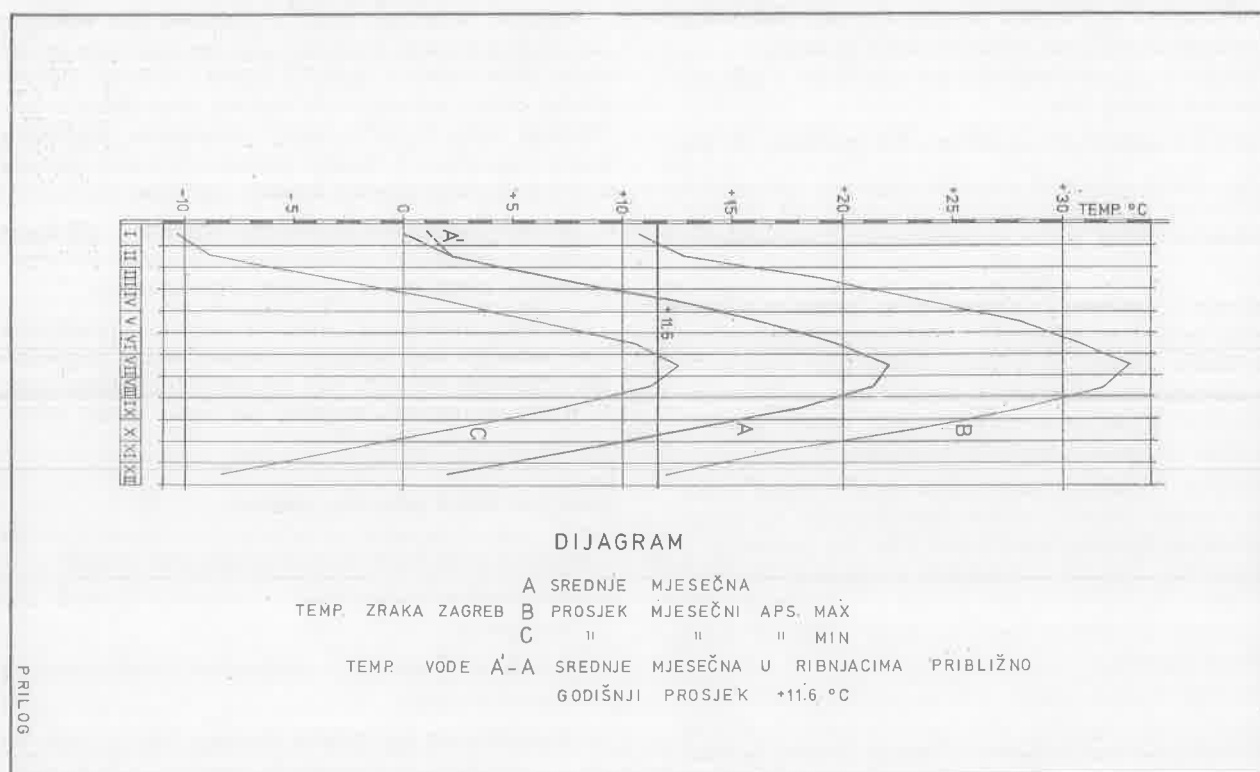 -10 -5 0 +5 +10 +15 +20 +25 +30 TEMP. °C
I
II
III
IV
V
VI
VII
VIII
IX
X
XI
XII
A'
+11.6
C
A
B
DIJAGRAM
A SREDNJE MJESEČNA
TEMP. ZRAKA ZAGREB B PROSJEK MJESEČNI APS. MAX
C " " " MIN
TEMP. VODE A'-A SREDNJE MJESEČNA U RIBNJACIMA PRIBLIŽNO
GODIŠNJI PROSJEK +11.6 °C
PRILOG